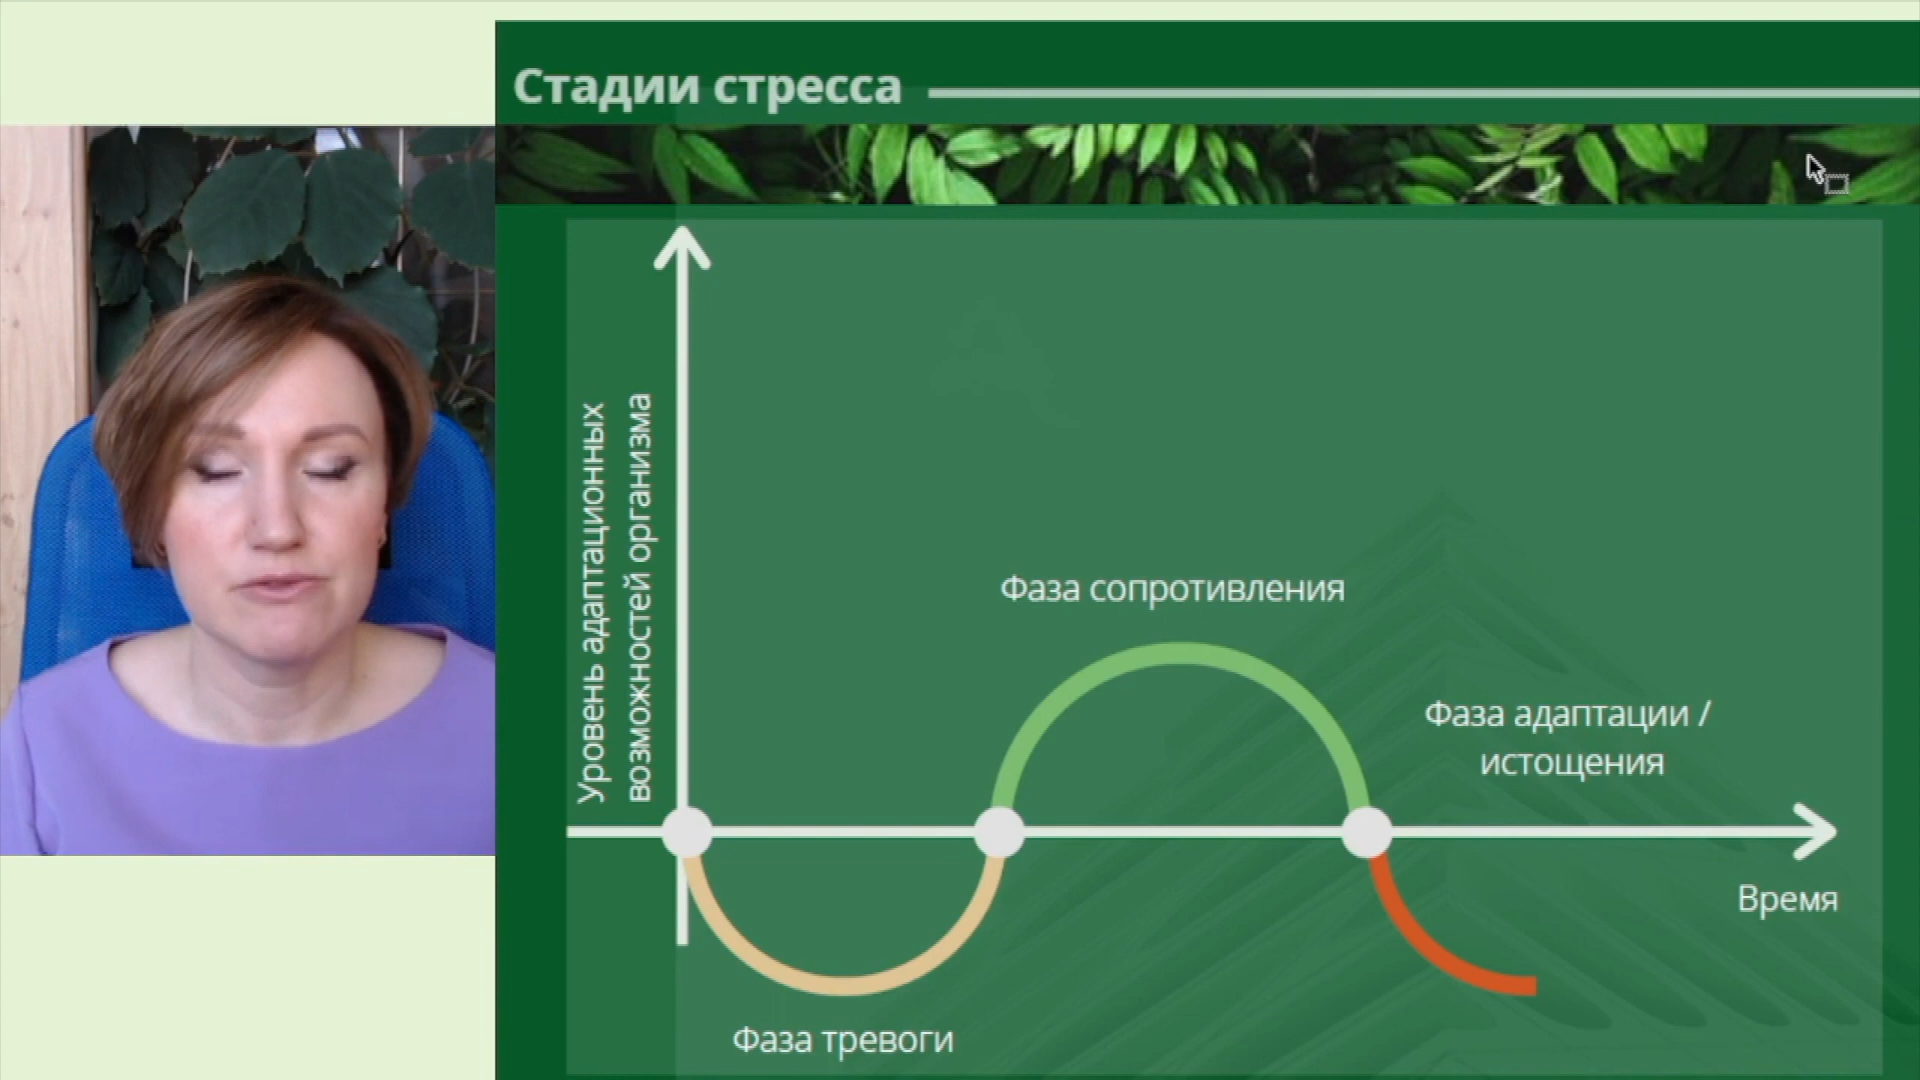 Стадии стресса
Уровень адаптационных
возможностей организма
Фаза сопротивления
Фаза адаптации /
истощения
Время
Фаза тревоги